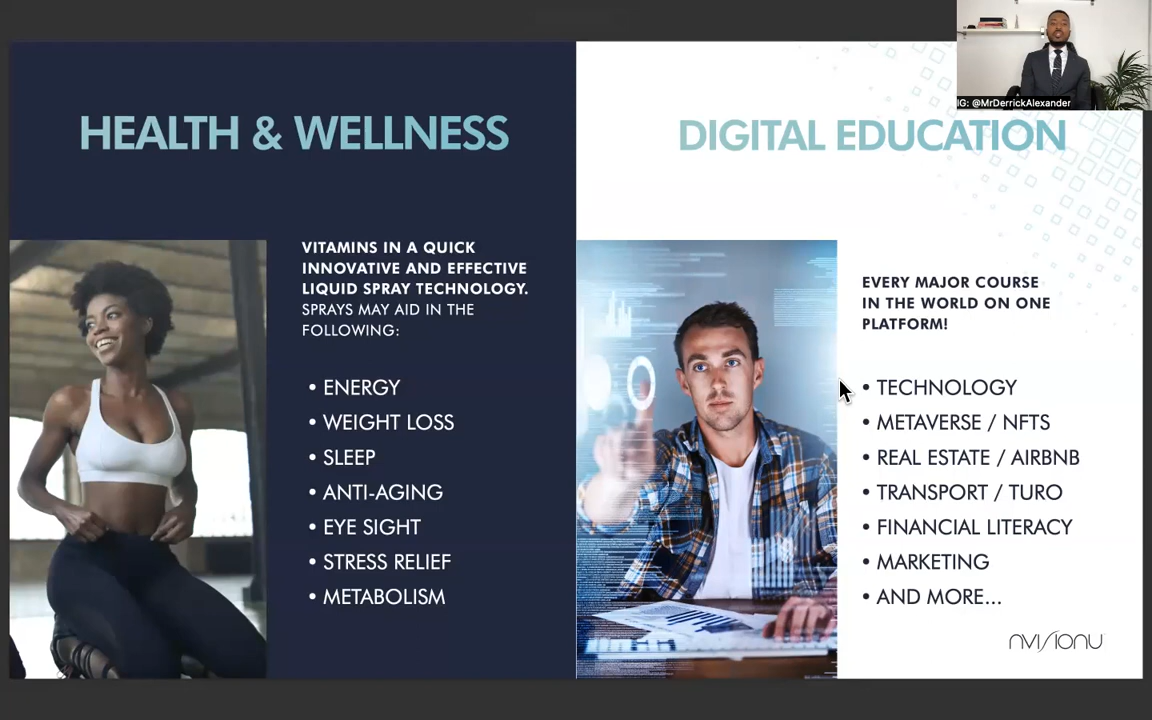 IG: @MrDerrickAlexander
HEALTH & WELLNESS
VITAMINS IN A QUICK
INNOVATIVE AND EFFECTIVE
LIQUID SPRAY TECHNOLOGY.
SPRAYS MAY AID IN THE
FOLLOWING:
• ENERGY
• WEIGHT LOSS
• SLEEP
• ANTI-AGING
• EYE SIGHT
• STRESS RELIEF
• METABOLISM
DIGITAL EDUCATION
EVERY MAJOR COURSE
IN THE WORLD ON ONE
PLATFORM!
• TECHNOLOGY
• METAVERSE / NFTS
• REAL ESTATE / AIRBNB
• TRANSPORT / TURO
• FINANCIAL LITERACY
• MARKETING
• AND MORE...
nvisionu